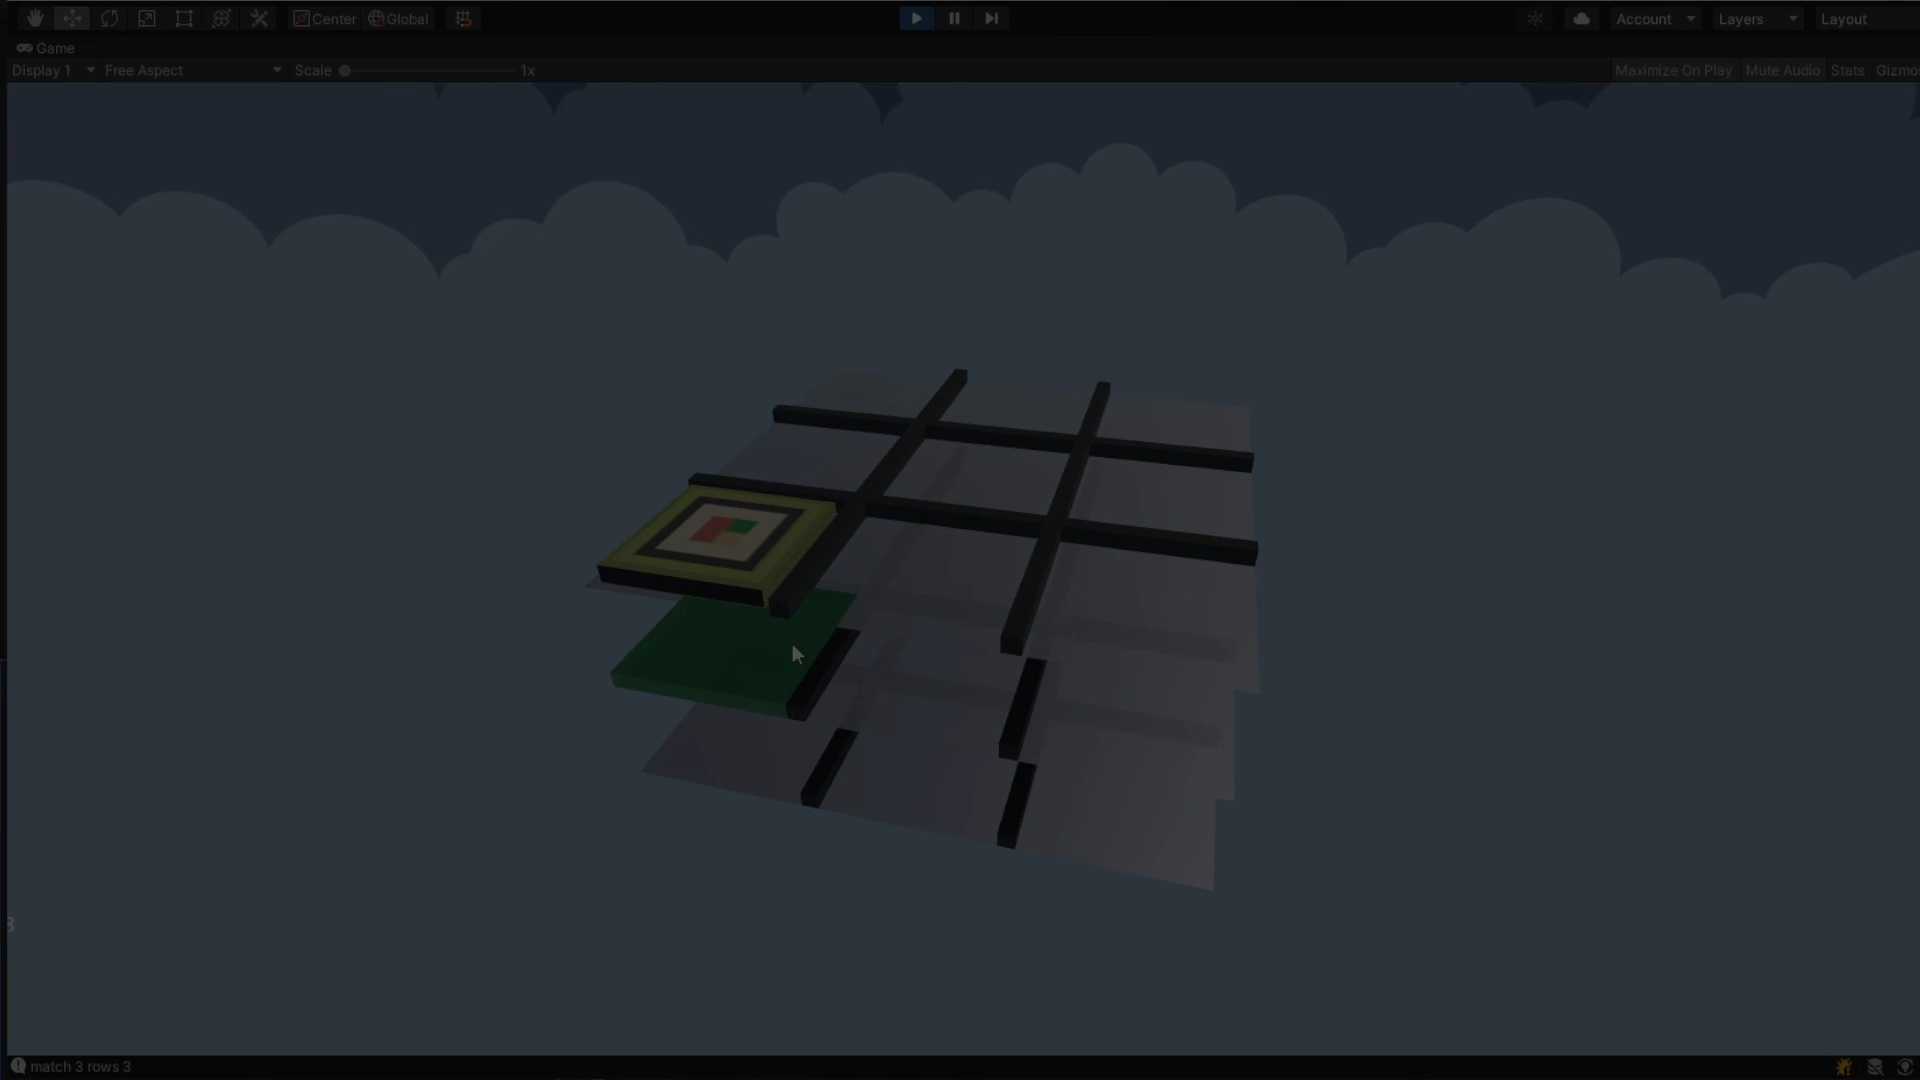 Center Global Account Layers Layout
Game
Display 1 Free Aspect Scale 1x Maximize On Play Mute Audio Stats Gizmos
match 3 rows 3